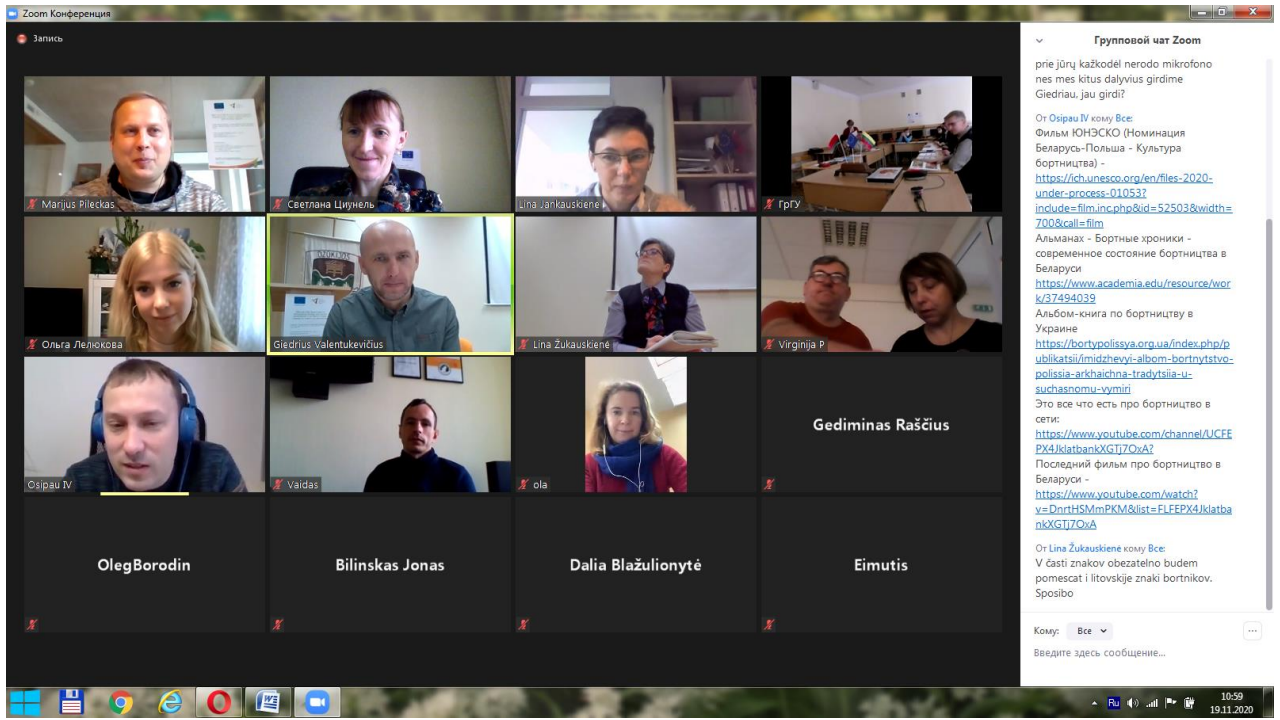 Zoom Конференция
Запись
Marijus Pileckas
Светлана Циунель
Lina Jankauskienė
ГрГУ
Ольга Лелюкова
Giedrius Valentukevičius
Lina Žukauskienė
Virginija P
Osipau IV
Vaidas
ola
Gediminas Raščius
OlegBorodin
Bilinskas Jonas
Dalia Blažulionytė
Eimutis
Групповой чат Zoom
prie jūrų kažkodėl nerodo mikrofono
nes mes kitus dalyvius girdime
Giedriau, jau girdi?
От Osipau IV кому Все:
Фильм ЮНЭСКО (Номинация
Беларусь-Польша - Культура
бортництва) -
https://ich.unesco.org/en/files-2020-
under-process-01053?
include=film.inc.php&id=52503&width=
700&call=film
Альманах - Бортные хроники -
современное состояние бортництва в
Беларуси
https://www.academia.edu/resource/wor
k/37494039
Альбом-книга по бортництву в
Украине
https://bortypolissya.org.ua/index.php/p
ublikatsii/imidzhevyi-albom-bortnytstvo-
polissia-arkhaichna-tradytsiia-u-
suchasnomu-vymiri
Это все что есть про бортництво в
сети:
https://www.youtube.com/channel/UCFE
PX4JklatbankXGTj7OxA?
Последний фильм про бортництво в
Беларуси -
https://www.youtube.com/watch?
v=DnrtHSMmPKM&list=FLFEPX4Jklatba
nkXGTj7OxA
От Lina Žukauskienė кому Все:
V časti znakov obezatelno budem
pomescat i litovskije znaki bortnikov.
Sposibo
Кому: Все
Введите здесь сообщение...
Ru
10:59
19.11.2020